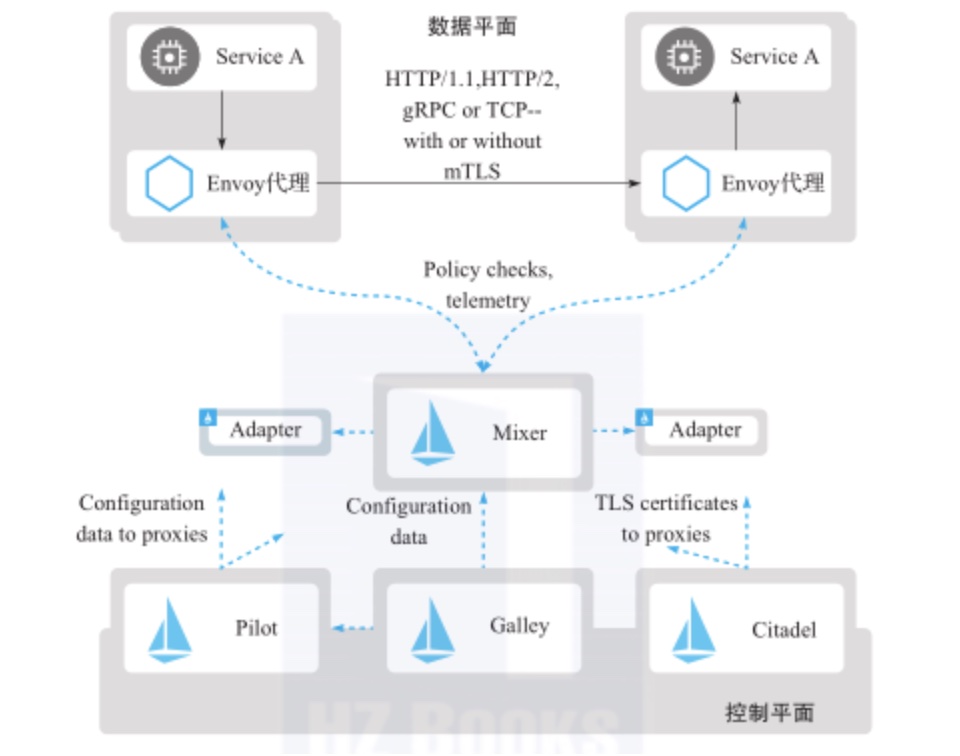 数据平面
Service A
Service A
HTTP/1.1,HTTP/2,
gRPC or TCP--
with or without
mTLS
Envoy代理
Envoy代理
Policy checks,
telemetry
Adapter
Mixer
Adapter
Configuration
data to proxies
Configuration
data
TLS certificates
to proxies
Pilot
Galley
Citadel
控制平面
HZ BOOKS